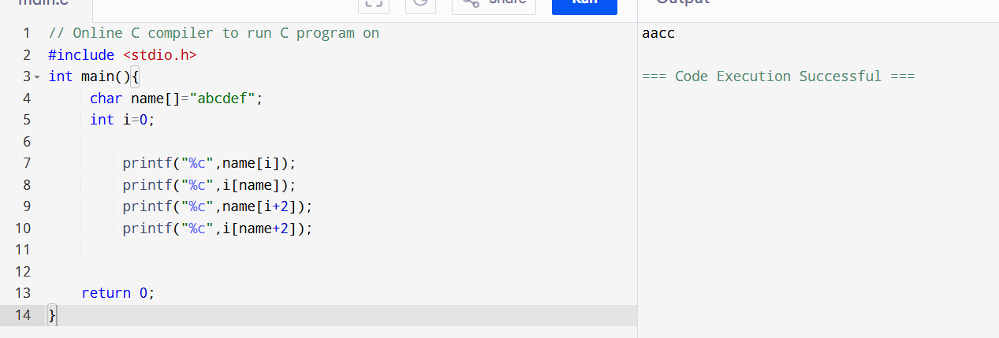 main.c Share Run Output
1 // Online C compiler to run C program on
2 #include <stdio.h>
3 int main(){
4 char name[]="abcdef";
5 int i=0;
6
7 printf("%c",name[i]);
8 printf("%c",i[name]);
9 printf("%c",name[i+2]);
10 printf("%c",i[name+2]);
11
12
13 return 0;
14 }
aacc
=== Code Execution Successful ===